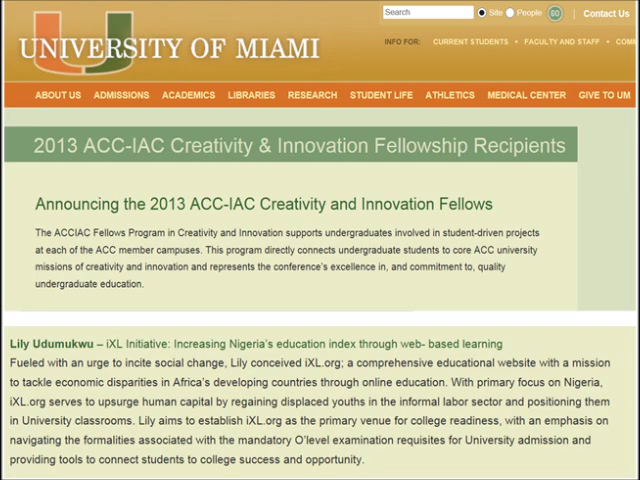 Search Site People GO Contact Us
UNIVERSITY OF MIAMI
INFO FOR: CURRENT STUDENTS • FACULTY AND STAFF • COM
ABOUT US ADMISSIONS ACADEMICS LIBRARIES RESEARCH STUDENT LIFE ATHLETICS MEDICAL CENTER GIVE TO UM
2013 ACC-IAC Creativity & Innovation Fellowship Recipients
Announcing the 2013 ACC-IAC Creativity and Innovation Fellows
The ACCIAC Fellows Program in Creativity and Innovation supports undergraduates involved in student-driven projects
at each of the ACC member campuses. This program directly connects undergraduate students to core ACC university
missions of creativity and innovation and represents the conference's excellence in, and commitment to, quality
undergraduate education.
Lily Udumukwu – iXL Initiative: Increasing Nigeria's education index through web- based learning
Fueled with an urge to incite social change, Lily conceived iXL.org; a comprehensive educational website with a mission
to tackle economic disparities in Africa's developing countries through online education. With primary focus on Nigeria,
iXL.org serves to upsurge human capital by regaining displaced youths in the informal labor sector and positioning them
in University classrooms. Lily aims to establish iXL.org as the primary venue for college readiness, with an emphasis on
navigating the formalities associated with the mandatory O'level examination requisites for University admission and
providing tools to connect students to college success and opportunity.